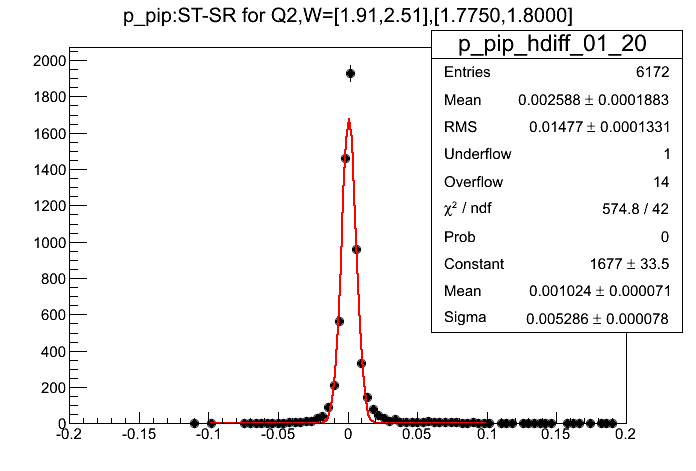 p_pip:ST-SR for Q2,W=[1.91,2.51],[1.7750,1.8000]
p_pip_hdiff_01_20
Entries 6172
Mean 0.002588 ± 0.0001883
RMS 0.01477 ± 0.0001331
Underflow 1
Overflow 14
χ² / ndf 574.8 / 42
Prob 0
Constant 1677 ± 33.5
Mean 0.001024 ± 0.000071
Sigma 0.005286 ± 0.000078
2000
1800
1600
1400
1200
1000
800
600
400
200
0
-0.2 -0.15 -0.1 -0.05 0 0.05 0.1 0.15 0.2